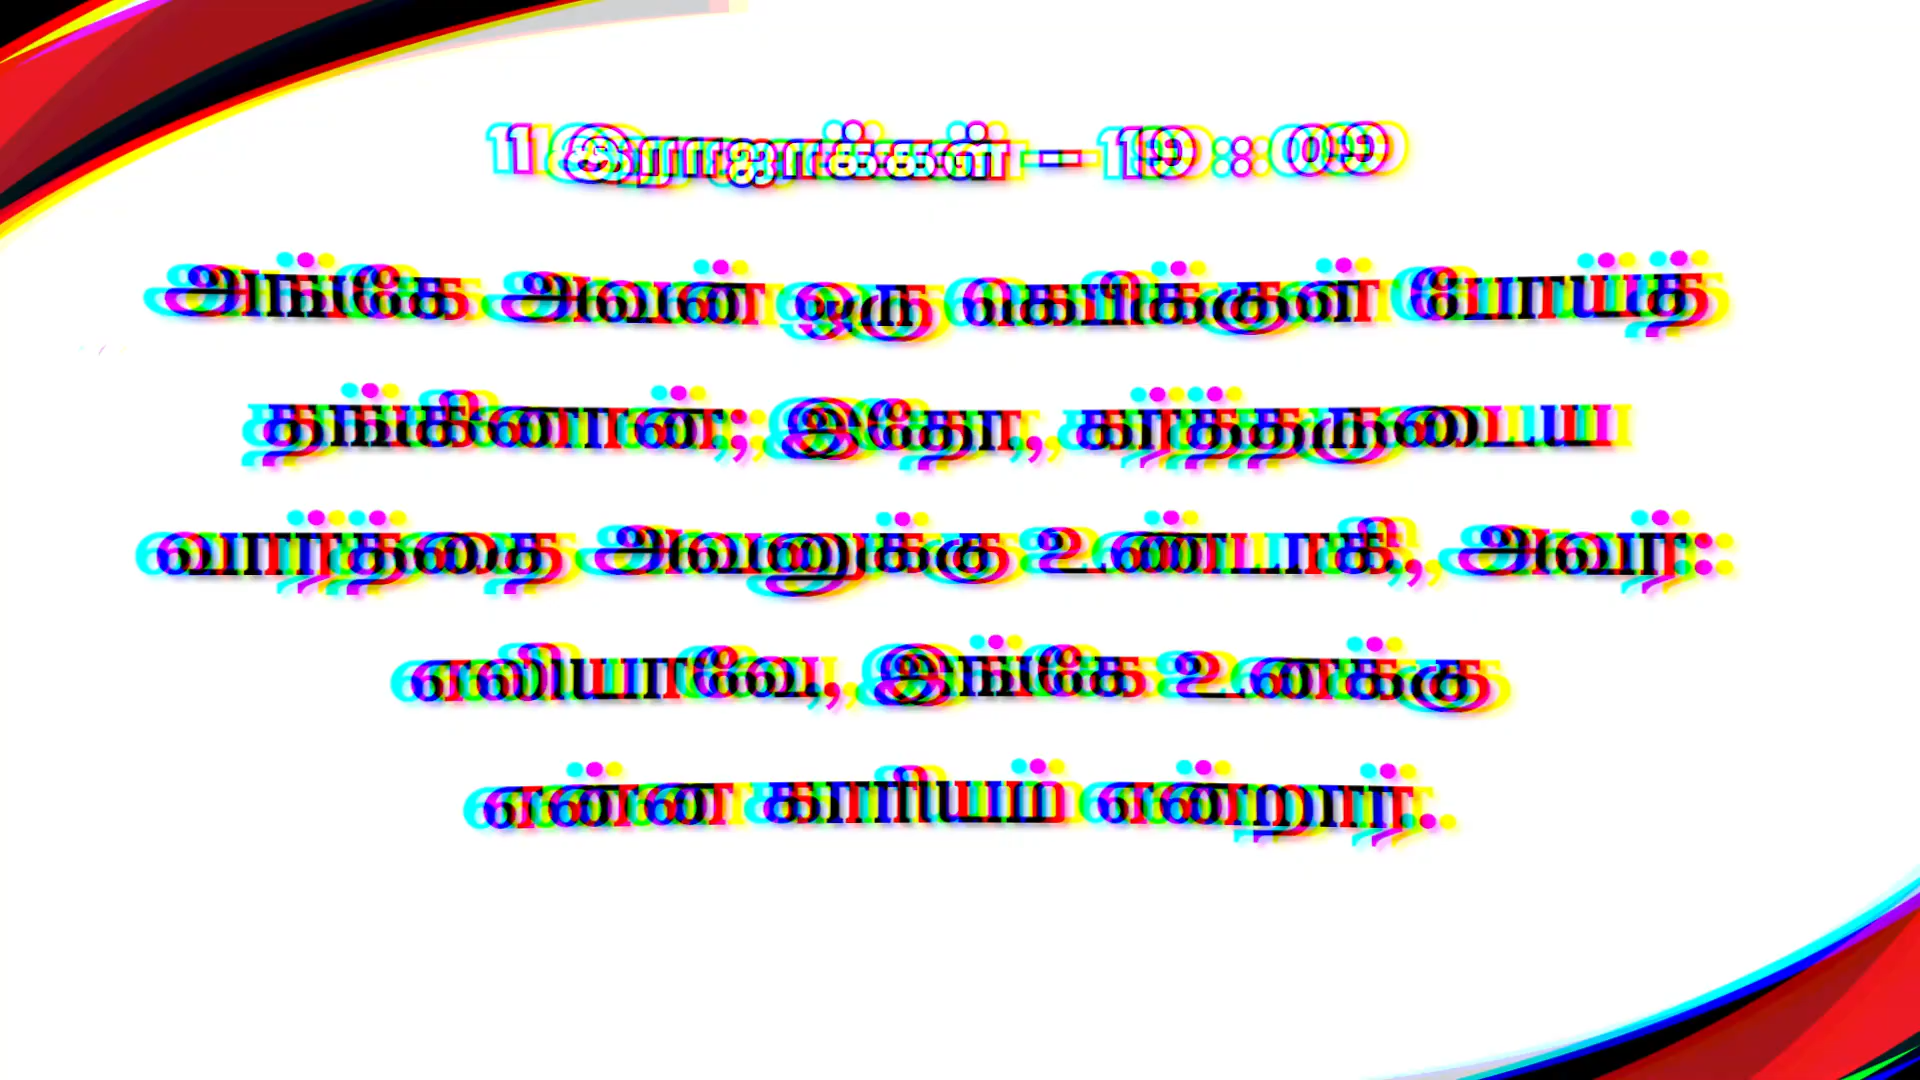 1 இராஜாக்கள் - 19 : 09
அங்கே அவன் ஒரு கெபிக்குள் போய்த்
தங்கினான்; இதோ, கர்த்தருடைய
வார்த்தை அவனுக்கு உண்டாகி, அவர்:
எலியாவே, இங்கே உனக்கு
என்ன காரியம் என்றார்.